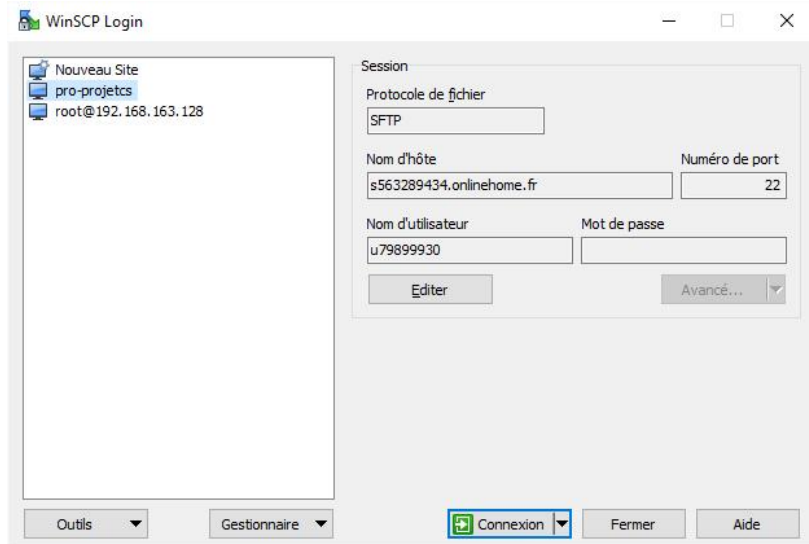 WinSCP Login
Nouveau Site
pro-projetcs
root@192.168.163.128
Session
Protocole de fichier
SFTP
Nom d'hôte
Numéro de port
s563289434.onlinehome.fr
22
Nom d'utilisateur
Mot de passe
u79899930
Editer
Avancé...
Outils
Gestionnaire
Connexion
Fermer
Aide